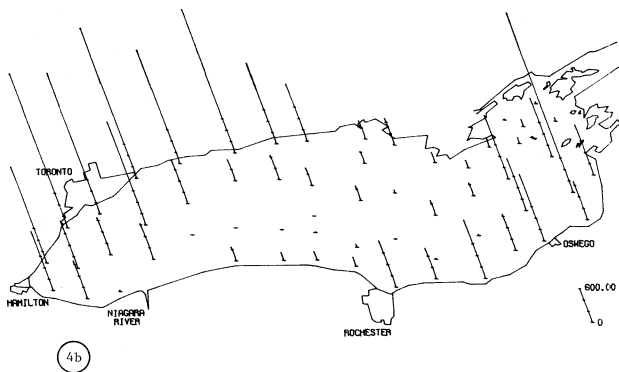 TORONTO
OSWEGO
HAMILTON
NIAGARA
RIVER
ROCHESTER
600.00
0
4b